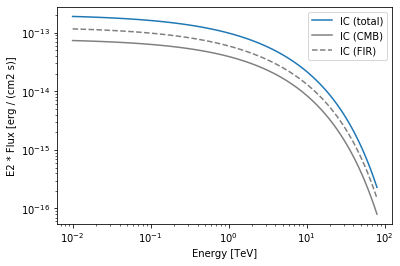 IC (total)
IC (CMB)
IC (FIR)
E2 * Flux [erg / (cm2 s)]
10⁻¹³
10⁻¹⁴
10⁻¹⁵
10⁻¹⁶
10⁻² 10⁻¹ 10⁰ 10¹ 10²
Energy [TeV]